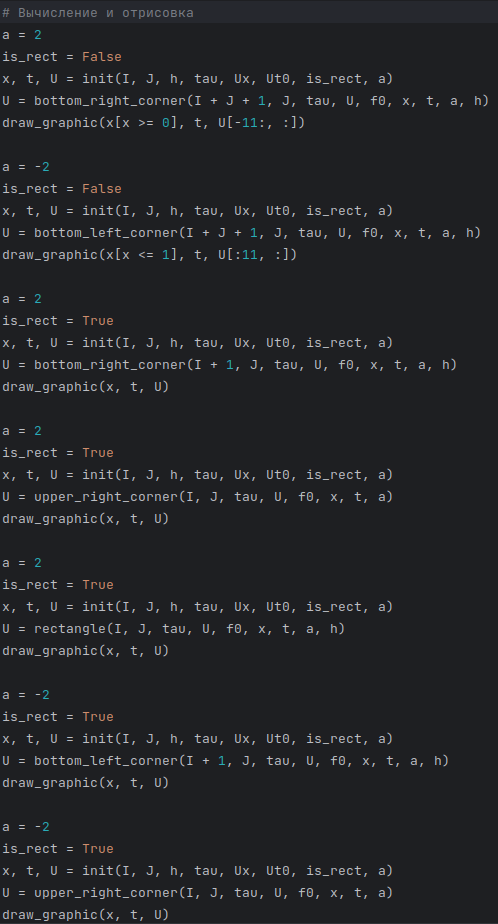 # Вычисление и отрисовка
a = 2
is_rect = False
x, t, U = init(I, J, h, tau, Ux, Ut0, is_rect, a)
U = bottom_right_corner(I + J + 1, J, tau, U, f0, x, t, a, h)
draw_graphic(x[x >= 0], t, U[-11:, :])

a = -2
is_rect = False
x, t, U = init(I, J, h, tau, Ux, Ut0, is_rect, a)
U = bottom_left_corner(I + J + 1, J, tau, U, f0, x, t, a, h)
draw_graphic(x[x <= 1], t, U[:11, :])

a = 2
is_rect = True
x, t, U = init(I, J, h, tau, Ux, Ut0, is_rect, a)
U = bottom_right_corner(I + 1, J, tau, U, f0, x, t, a, h)
draw_graphic(x, t, U)

a = 2
is_rect = True
x, t, U = init(I, J, h, tau, Ux, Ut0, is_rect, a)
U = upper_right_corner(I, J, tau, U, f0, x, t, a)
draw_graphic(x, t, U)

a = 2
is_rect = True
x, t, U = init(I, J, h, tau, Ux, Ut0, is_rect, a)
U = rectangle(I, J, tau, U, f0, x, t, a, h)
draw_graphic(x, t, U)

a = -2
is_rect = True
x, t, U = init(I, J, h, tau, Ux, Ut0, is_rect, a)
U = bottom_left_corner(I + 1, J, tau, U, f0, x, t, a, h)
draw_graphic(x, t, U)

a = -2
is_rect = True
x, t, U = init(I, J, h, tau, Ux, Ut0, is_rect, a)
U = upper_right_corner(I, J, tau, U, f0, x, t, a)
draw_graphic(x, t, U)